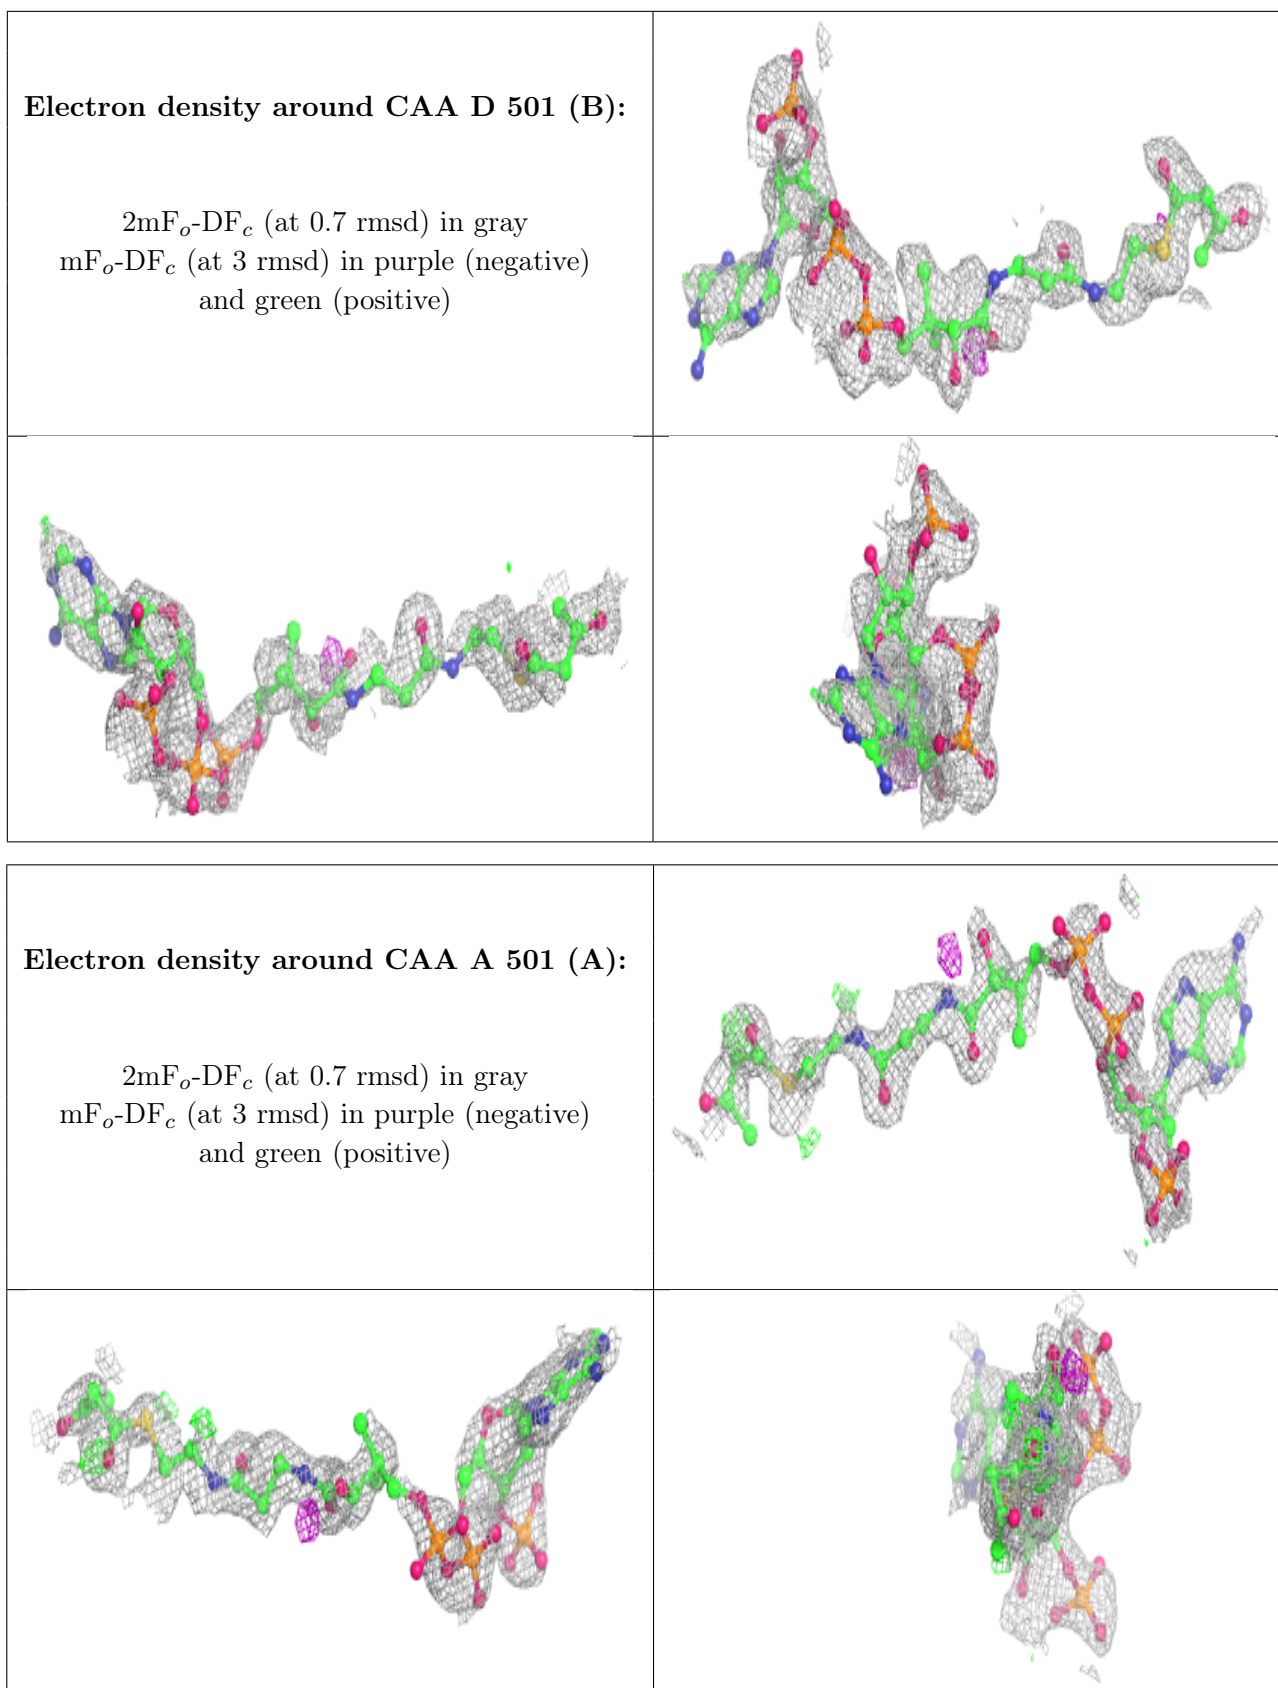 Electron density around CAA D 501 (B):
2mFo-DFc (at 0.7 rmsd) in gray
mFo-DFc (at 3 rmsd) in purple (negative)
and green (positive)
Electron density around CAA A 501 (A):
2mFo-DFc (at 0.7 rmsd) in gray
mFo-DFc (at 3 rmsd) in purple (negative)
and green (positive)